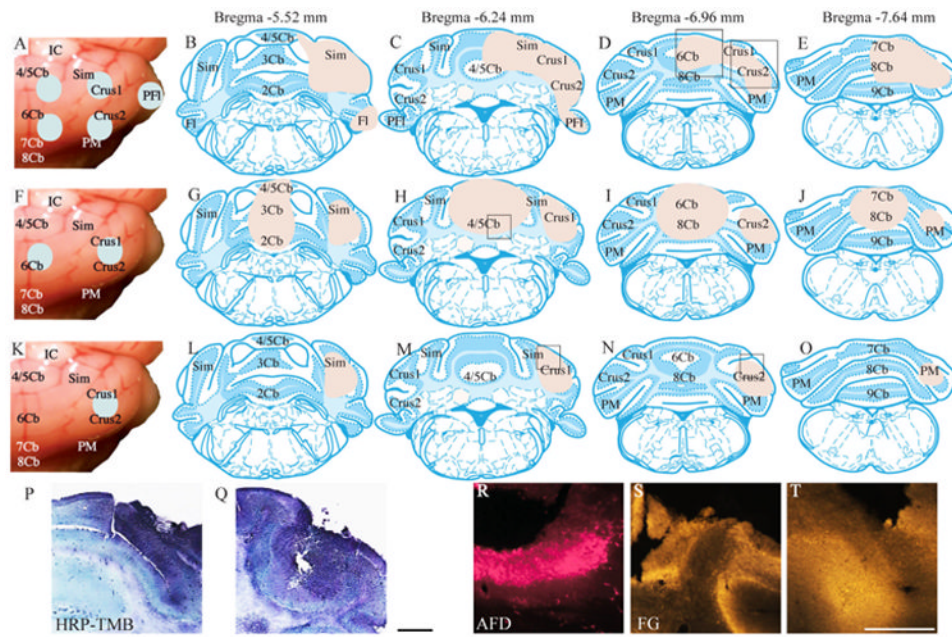 Bregma -5.52 mm Bregma -6.24 mm Bregma -6.96 mm Bregma -7.64 mm
A IC 4/5Cb Sim Crus1 PFl 6Cb Crus2 7Cb PM 8Cb
B 4/5Cb Sim 3Cb Sim 2Cb Fl Fl
C Sim Sim Crus1 Crus1 4/5Cb Crus2 Crus2 PFl PFl
D Crus1 6Cb Crus1 Crus2 8Cb Crus2 PM PM
E 7Cb 8Cb PM 9Cb
F IC 4/5Cb Sim Crus1 6Cb Crus2 7Cb PM 8Cb
G 4/5Cb Sim 3Cb Sim 2Cb
H Sim Sim Crus1 4/5Cb Crus1 Crus2
I Crus1 6Cb Crus2 8Cb Crus2 PM PM
J 7Cb PM 8Cb PM 9Cb
K IC 4/5Cb Sim Crus1 6Cb Crus2 7Cb PM 8Cb
L 4/5Cb Sim 3Cb Sim 2Cb
M Sim Sim Crus1 4/5Cb Crus1 Crus2
N Crus1 6Cb Crus2 8Cb Crus2 PM PM
O 7Cb PM 8Cb PM 9Cb
P Q R S T
HRP-TMB AFD FG